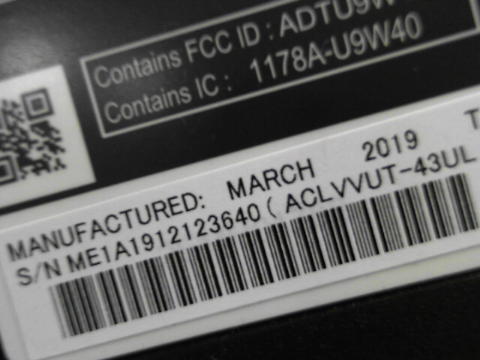 Contains FCC ID : ADTU9W
Contains IC : 1178A-U9W40
MANUFACTURED: MARCH 2019 T
S/N ME1A1912123640 ( ACLVVUT-43UL